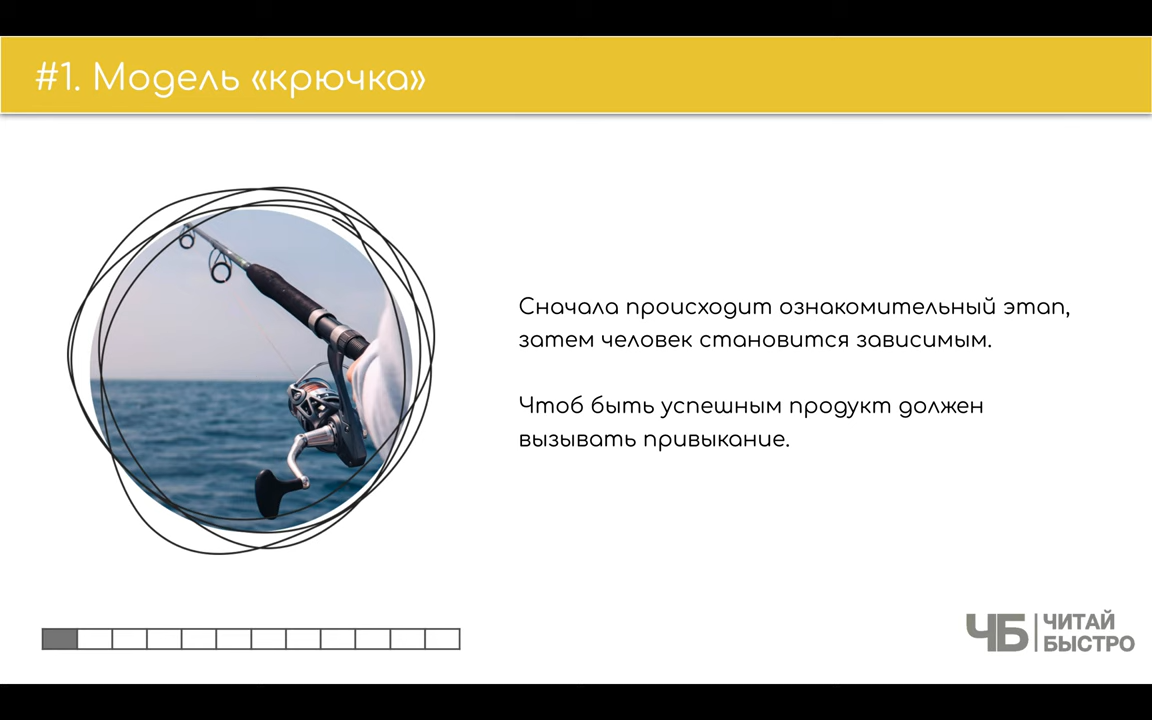 #1. Модель «крючка»
Сначала происходит ознакомительный этап,
затем человек становится зависимым.
Чтоб быть успешным продукт должен
вызывать привыкание.
ЧБ
ЧИТАЙ
БЫСТРО